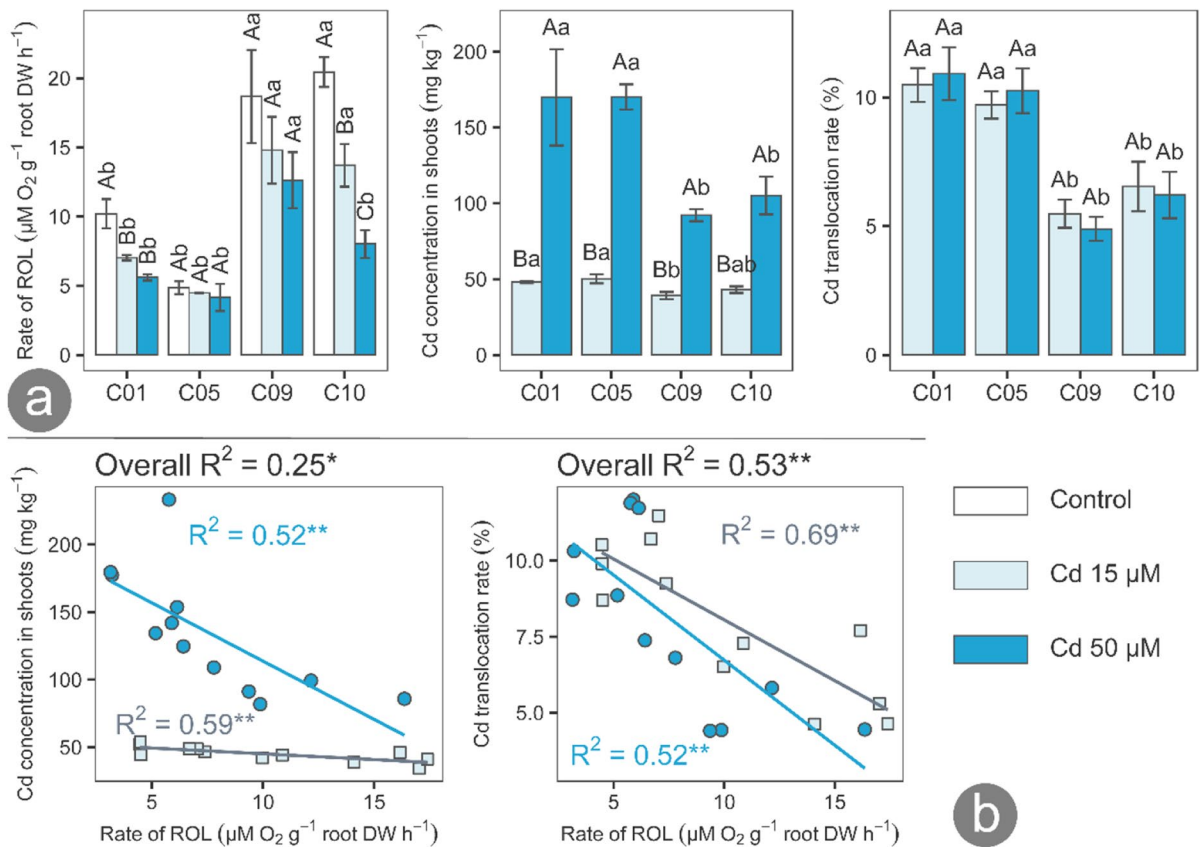 Rate of ROL (µM O₂ g⁻¹ root DW h⁻¹)
20
15
10
5
0
Ab
Bb
Bb
Ab
Ab
Ab
Aa
Aa
Aa
Aa
Ba
Cb
C01 C05 C09 C10
Cd concentration in shoots (mg kg⁻¹)
200
150
100
50
0
Ba
Aa
Ba
Aa
Bb
Ab
Bab
Ab
C01 C05 C09 C10
Cd translocation rate (%)
10
5
0
Aa
Aa
Aa
Aa
Ab
Ab
Ab
Ab
C01 C05 C09 C10
a
Overall R² = 0.25*
Cd concentration in shoots (mg kg⁻¹)
200
150
100
50
R² = 0.52**
R² = 0.59**
5 10 15
Rate of ROL (µM O₂ g⁻¹ root DW h⁻¹)
Overall R² = 0.53**
Cd translocation rate (%)
10.0
7.5
5.0
R² = 0.69**
R² = 0.52**
5 10 15
Rate of ROL (µM O₂ g⁻¹ root DW h⁻¹)
Control
Cd 15 µM
Cd 50 µM
b